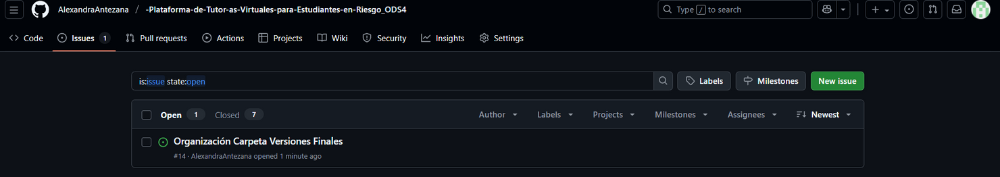 AlexandraAntezana / -Plataforma-de-Tutor-as-Virtuales-para-Estudiantes-en-Riesgo_ODS4 Type / to search
Code Issues 1 Pull requests Actions Projects Wiki Security Insights Settings
is:issue state:open Labels Milestones New issue
Open 1 Closed 7 Author Labels Projects Milestones Assignees Newest
Organización Carpeta Versiones Finales
#14 · AlexandraAntezana opened 1 minute ago